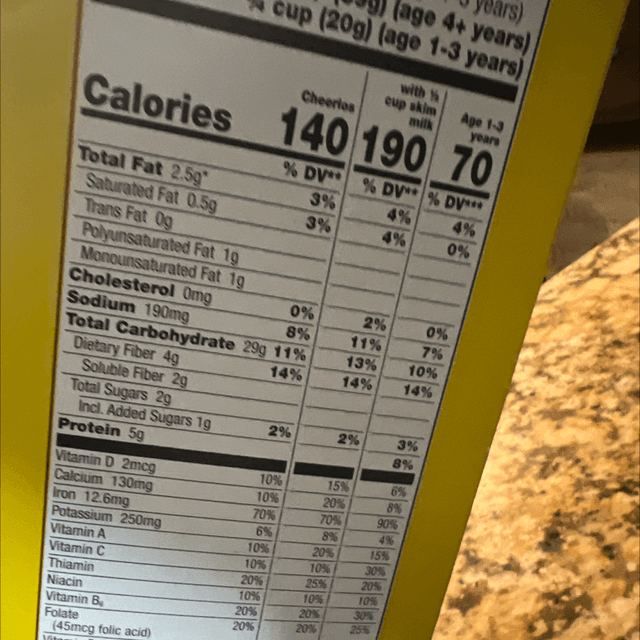 years)
(age 4+ years)
cup (20g) (age 1-3 years)
Cheerios with ½ cup skim milk Age 1-3 years
Calories 140 190 70
% DV** % DV** % DV***
Total Fat 2.5g* 3% 4% 4%
Saturated Fat 0.5g 3% 4% 0%
Trans Fat 0g
Polyunsaturated Fat 1g
Monounsaturated Fat 1g
Cholesterol 0mg 0% 2% 0%
Sodium 190mg 8% 11% 7%
Total Carbohydrate 29g 11% 13% 10%
Dietary Fiber 4g 14% 14% 14%
Soluble Fiber 2g
Total Sugars 2g
Incl. Added Sugars 1g 2% 2% 3%
Protein 5g 8%
Vitamin D 2mcg 10% 15% 6%
Calcium 130mg 10% 20% 8%
Iron 12.6mg 70% 70% 90%
Potassium 250mg 6% 8% 4%
Vitamin A 10% 20% 15%
Vitamin C 10% 10% 30%
Thiamin 20% 25% 20%
Niacin 10% 10% 10%
Vitamin B₆ 20% 20% 30%
Folate 20% 20% 25%
(45mcg folic acid)